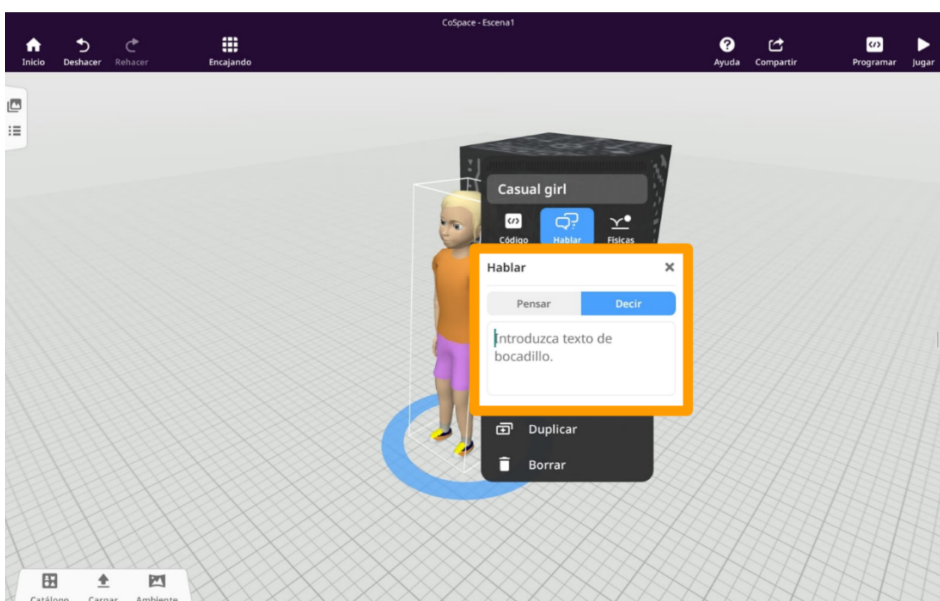 CoSpace - Escena1
Inicio
Deshacer
Rehacer
Encajando
Ayuda
Compartir
Programar
Jugar
Casual girl
Código
Hablar
Físicas
Hablar
Pensar
Decir
Introduzca texto de
bocadillo.
Duplicar
Borrar
Catálogo
Cargar
Ambiente